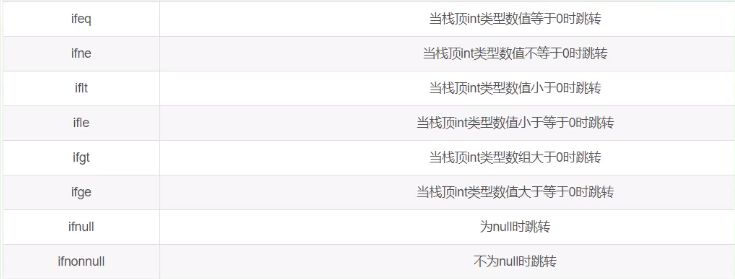 ifeq 当栈顶int类型数值等于0时跳转
ifne 当栈顶int类型数值不等于0时跳转
iflt 当栈顶int类型数值小于0时跳转
ifle 当栈顶int类型数值小于等于0时跳转
ifgt 当栈顶int类型数组大于0时跳转
ifge 当栈顶int类型数值大于等于0时跳转
ifnull 为null时跳转
ifnonnull 不为null时跳转